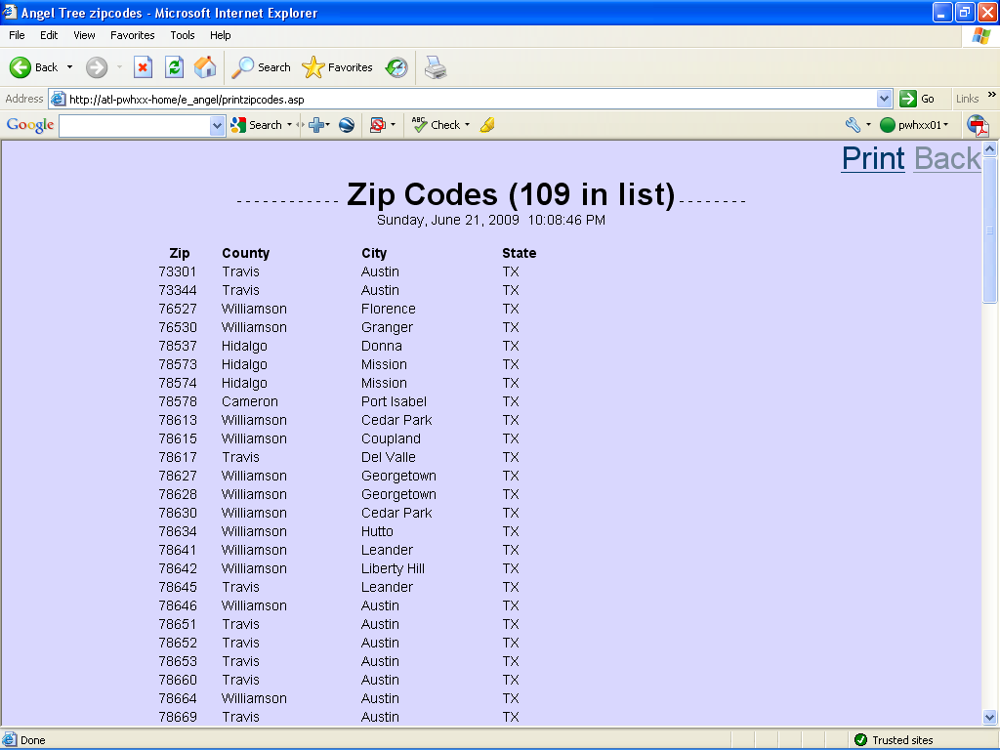 Angel Tree zipcodes - Microsoft Internet Explorer
File Edit View Favorites Tools Help
Back Search Favorites
Address http://atl-pwhxx-home/e_angel/printzipcodes.asp Go Links »
Google Search ABC Check pwhxx01
Print Back
- - - - - - - - - - - - Zip Codes (109 in list) - - - - - - - -
Sunday, June 21, 2009 10:08:46 PM
Zip County City State
73301 Travis Austin TX
73344 Travis Austin TX
76527 Williamson Florence TX
76530 Williamson Granger TX
78537 Hidalgo Donna TX
78573 Hidalgo Mission TX
78574 Hidalgo Mission TX
78578 Cameron Port Isabel TX
78613 Williamson Cedar Park TX
78615 Williamson Coupland TX
78617 Travis Del Valle TX
78627 Williamson Georgetown TX
78628 Williamson Georgetown TX
78630 Williamson Cedar Park TX
78634 Williamson Hutto TX
78641 Williamson Leander TX
78642 Williamson Liberty Hill TX
78645 Travis Leander TX
78646 Williamson Austin TX
78651 Travis Austin TX
78652 Travis Austin TX
78653 Travis Austin TX
78660 Travis Austin TX
78664 Williamson Austin TX
78669 Travis Austin TX
Done Trusted sites